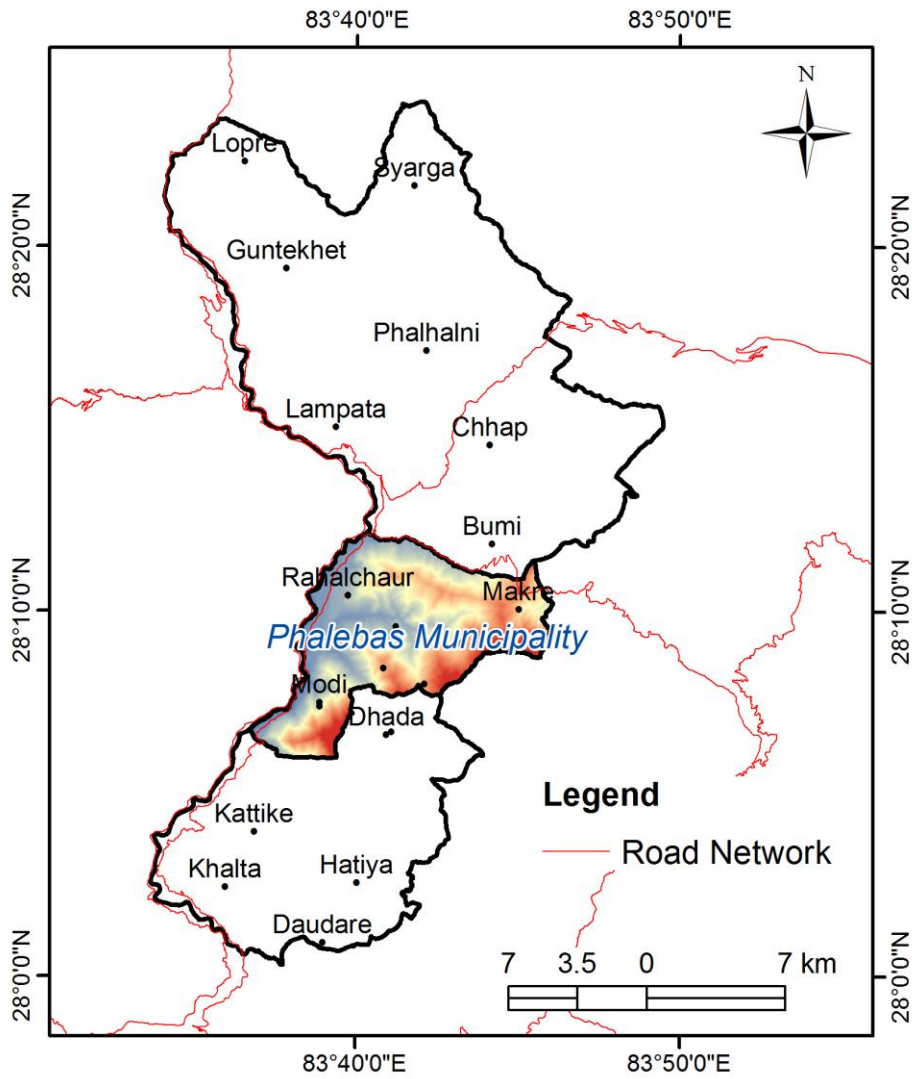 83°40'0"E
83°50'0"E
N
Lopre
Syarga
28°20'0"N
28°20'0"N
Guntekhet
Phalhalni
Lampata
Chhap
Bumi
28°10'0"N
Rahalchaur
Makre
28°10'0"N
Phalebas Municipality
Modi
Dhada
Legend
Kattike
Road Network
Khalta
Hatiya
Daudare
28°0'0"N
7 3.5 0 7 km
28°0'0"N
83°40'0"E
83°50'0"E